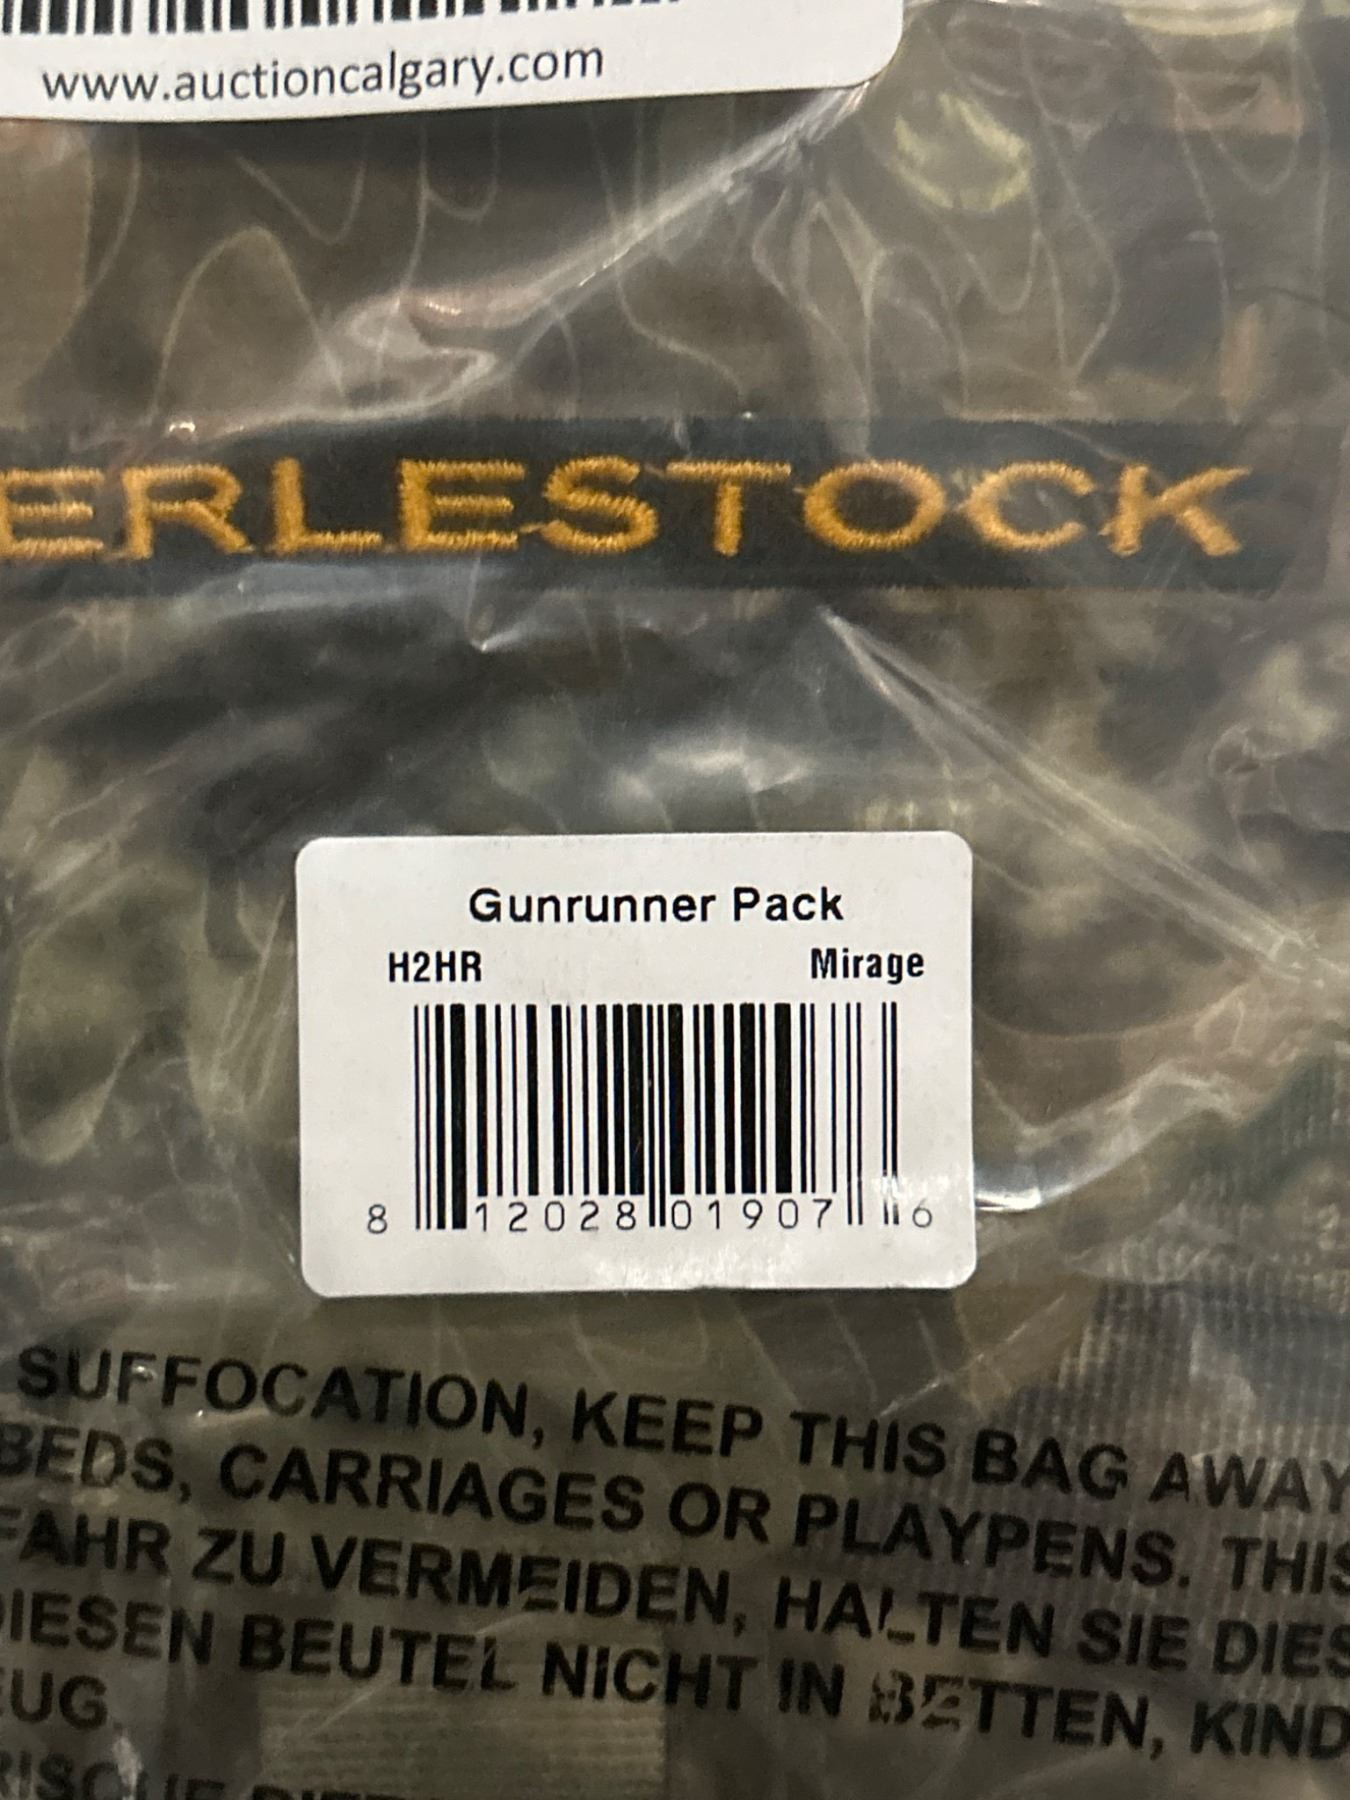 www.auctioncalgary.com
ERLESTOCK
Gunrunner Pack
H2HR Mirage
8 12028 01907 6
SUFFOCATION, KEEP THIS BAG AWAY
BEDS, CARRIAGES OR PLAYPENS. THIS
FAHR ZU VERMEIDEN, HALTEN SIE DIES
DIESEN BEUTEL NICHT IN BETTEN, KIND
EUG.